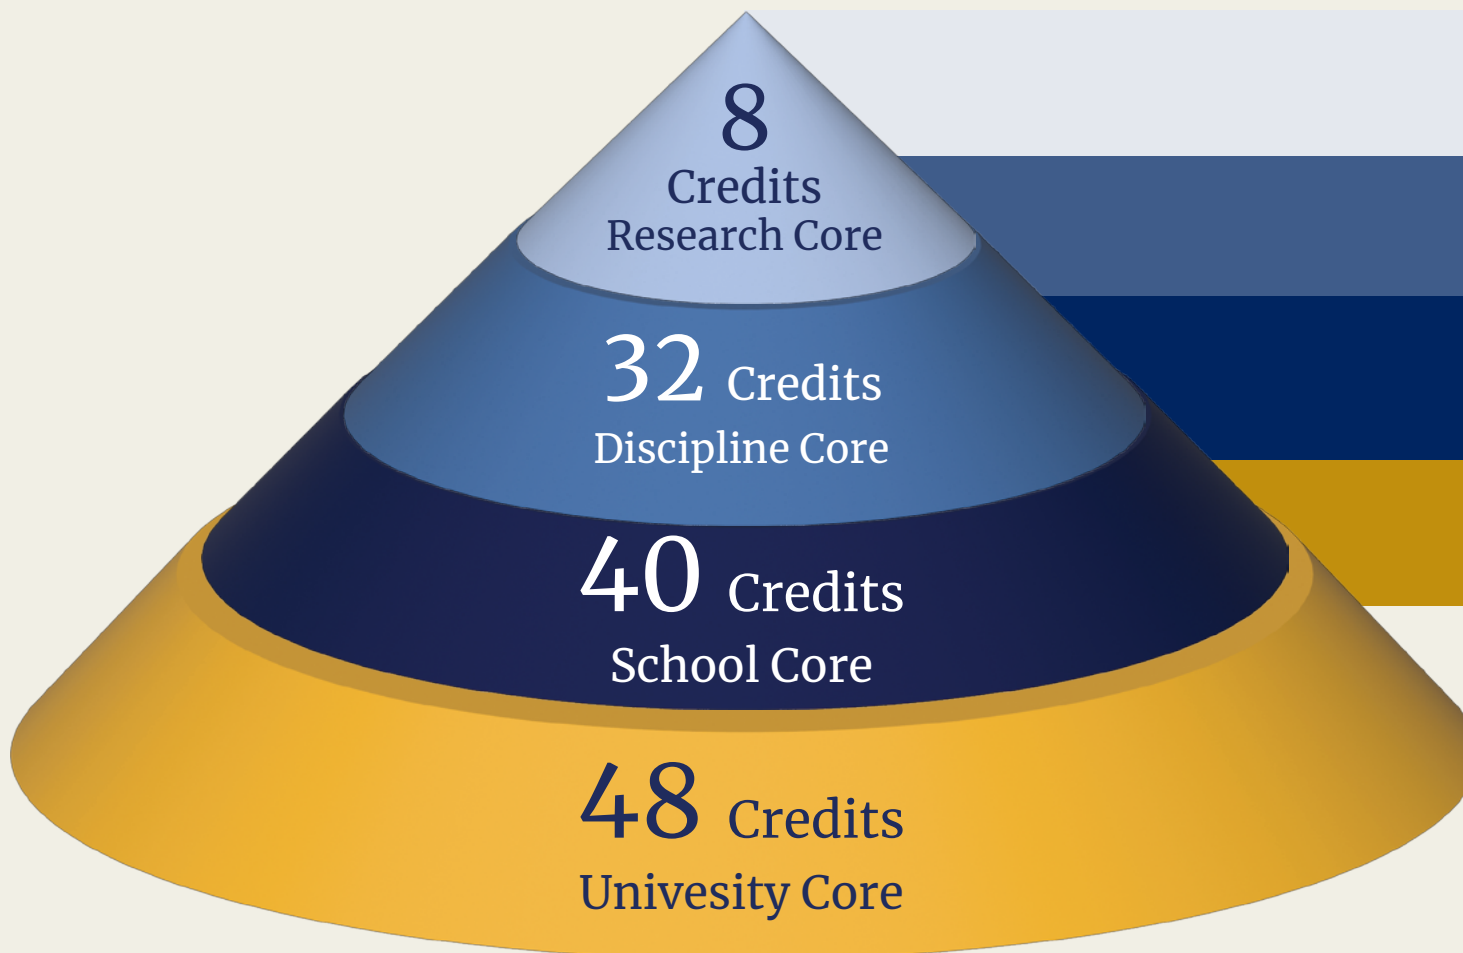 8
Credits
Research Core
32 Credits
Discipline Core
40 Credits
School Core
48 Credits
Univesity Core